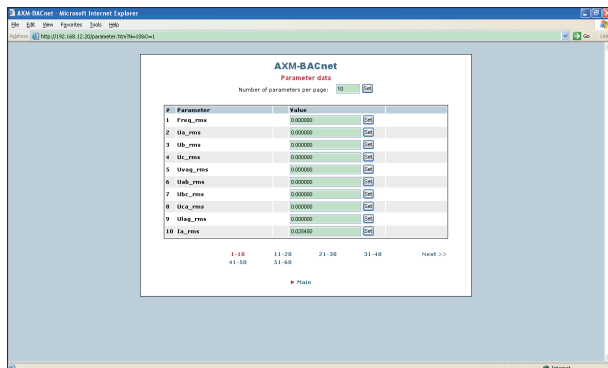 AXM-BACnet - Microsoft Internet Explorer
File Edit View Favorites Tools Help
Address http://192.168.12.20/parameter.htm?N=10&O=1 Go
AXM-BACnet
Parameter data
Number of parameters per page: 10 Set
# Parameter Value
1 Freq_rms 0.000000 Set
2 Ua_rms 0.000000 Set
3 Ub_rms 0.000000 Set
4 Uc_rms 0.000000 Set
5 Uvag_rms 0.000000 Set
6 Uab_rms 0.000000 Set
7 Ubc_rms 0.000000 Set
8 Uca_rms 0.000000 Set
9 Ulag_rms 0.000000 Set
10 Ia_rms 0.025450 Set
1-10 11-20 21-30 31-40 Next >>
41-50 51-60
Main
Internet